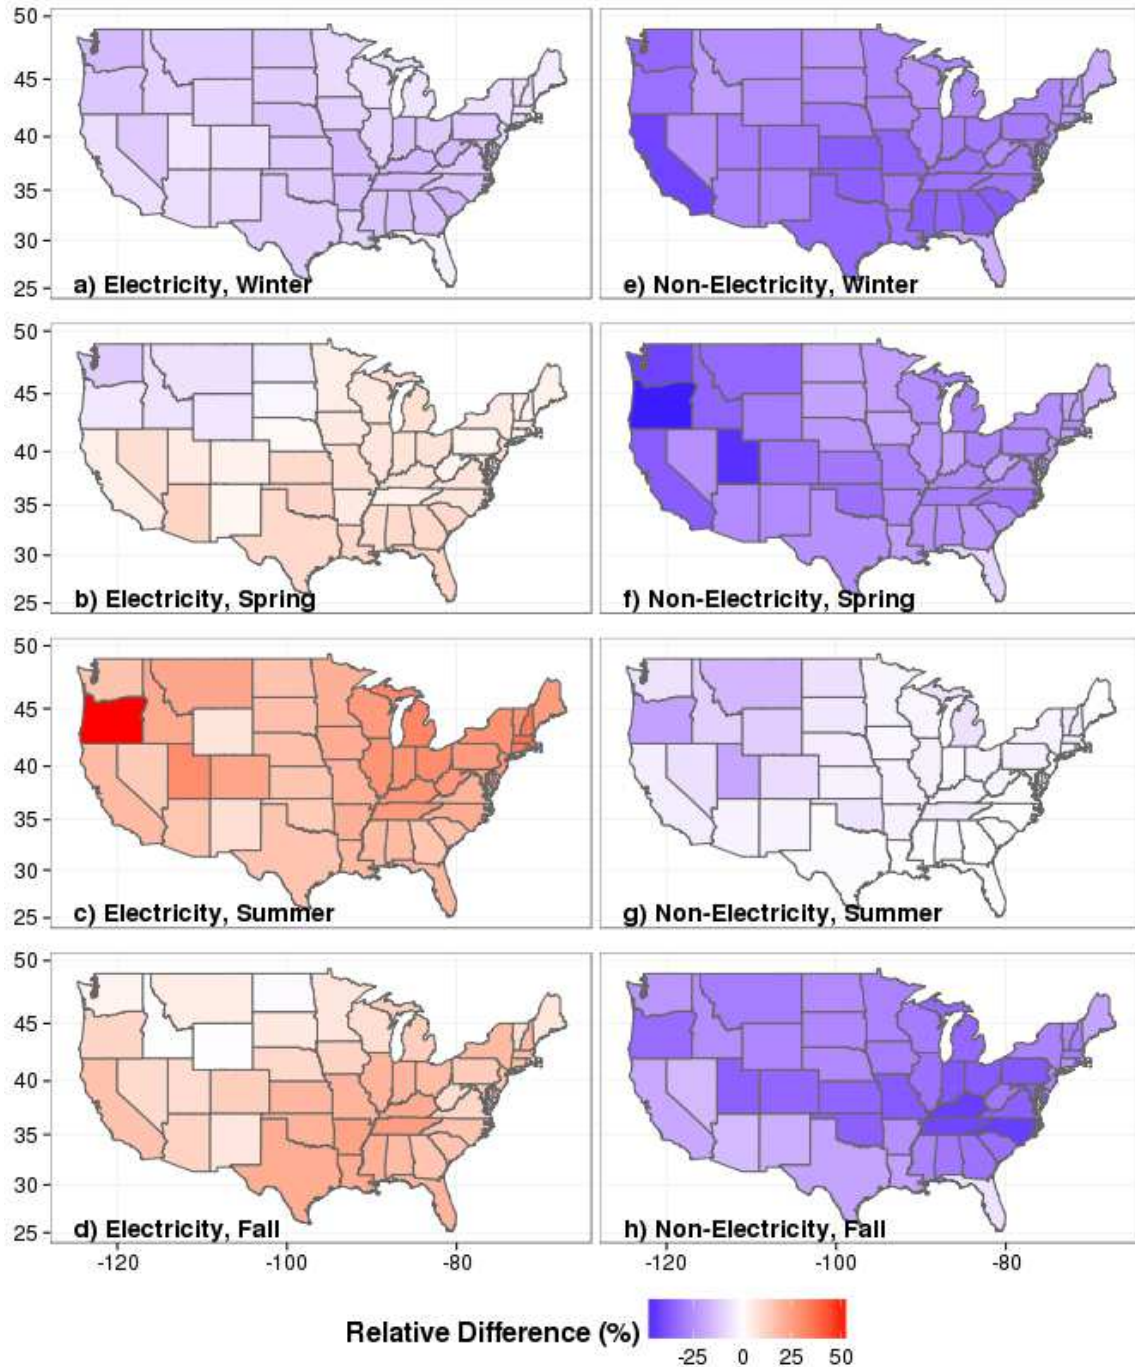 50
45
40
35
30
25
a) Electricity, Winter
e) Non-Electricity, Winter
50
45
40
35
30
25
b) Electricity, Spring
f) Non-Electricity, Spring
50
45
40
35
30
25
c) Electricity, Summer
g) Non-Electricity, Summer
50
45
40
35
30
25
d) Electricity, Fall
h) Non-Electricity, Fall
-120 -100 -80 -120 -100 -80
Relative Difference (%)
-25 0 25 50